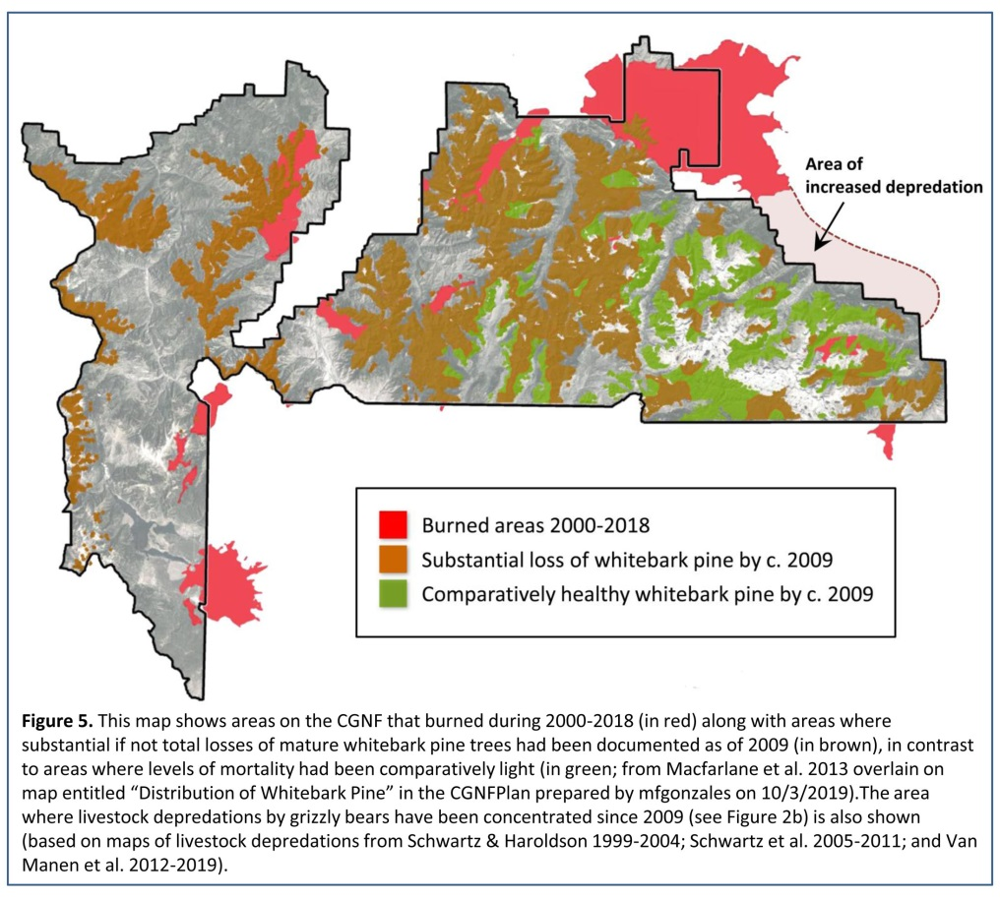 Area of
increased depredation
Burned areas 2000-2018
Substantial loss of whitebark pine by c. 2009
Comparatively healthy whitebark pine by c. 2009
Figure 5. This map shows areas on the CGNF that burned during 2000-2018 (in red) along with areas where
substantial if not total losses of mature whitebark pine trees had been documented as of 2009 (in brown), in contrast
to areas where levels of mortality had been comparatively light (in green; from Macfarlane et al. 2013 overlain on
map entitled “Distribution of Whitebark Pine” in the CGNFPlan prepared by mfgonzales on 10/3/2019).The area
where livestock depredations by grizzly bears have been concentrated since 2009 (see Figure 2b) is also shown
(based on maps of livestock depredations from Schwartz & Haroldson 1999-2004; Schwartz et al. 2005-2011; and Van
Manen et al. 2012-2019).